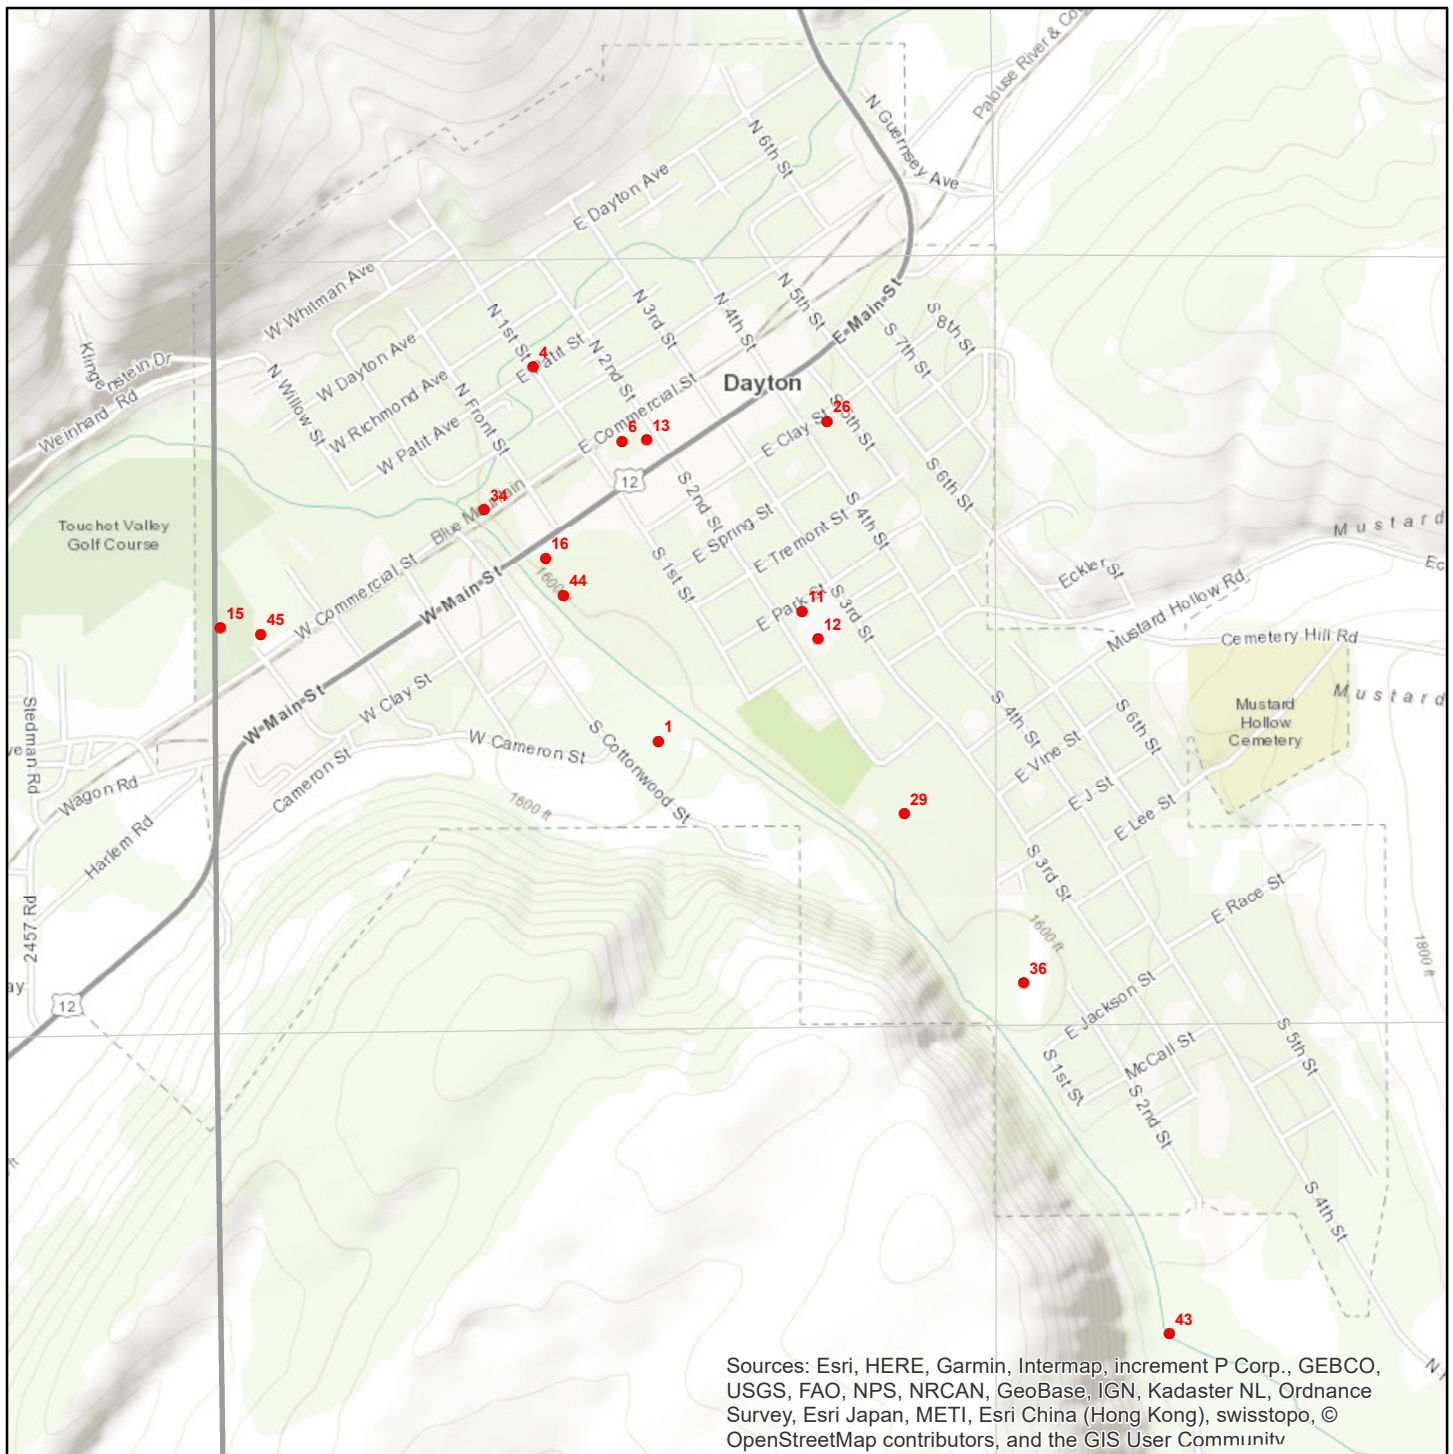 Palouse River & Co
N Guernsey Ave
N 6th St
E Dayton Ave
W Whitman Ave
N 5th St
N 4th St
N 3rd St
N 1st St
E Main St
S 8th St
S 7th St
Klingenstein Dr
Weinhard Rd
W Dayton Ave
N Willow St
W Richmond Ave
N Front St
W Patit Ave
4
E Patit St
N 2nd St
Dayton
E Commercial St
6
13
26
E Clay St
S 5th St
S 6th St
12
S 2nd St
S 4th St
E Spring St
E Tremont St
34
Blue Mountain
Touchet Valley
Golf Course
16
1600 ft
44
W Main St
W Commercial St
S 1st St
E Park St
11
12
S 3rd St
Eckler St
Mustard
Ec
Mustard Hollow Rd
Cemetery Hill Rd
Mustard
15
45
Stedman Rd
ve
Wagon Rd
Harlem Rd
W Main St
W Clay St
Cameron St
W Cameron St
S Cottonwood St
1
1600 ft
Mustard
Hollow
Cemetery
S 4th St
S 6th St
E Vine St
E J St
E Lee St
29
S 3rd St
E Race St
1600 ft
1800 ft
36
2457 Rd
ay
12
ft
E Jackson St
McCall St
S 1st St
S 2nd St
S 5th St
S 4th St
43
N
Sources: Esri, HERE, Garmin, Intermap, increment P Corp., GEBCO,
USGS, FAO, NPS, NRCAN, GeoBase, IGN, Kadaster NL, Ordnance
Survey, Esri Japan, METI, Esri China (Hong Kong), swisstopo, ©
OpenStreetMap contributors, and the GIS User Community